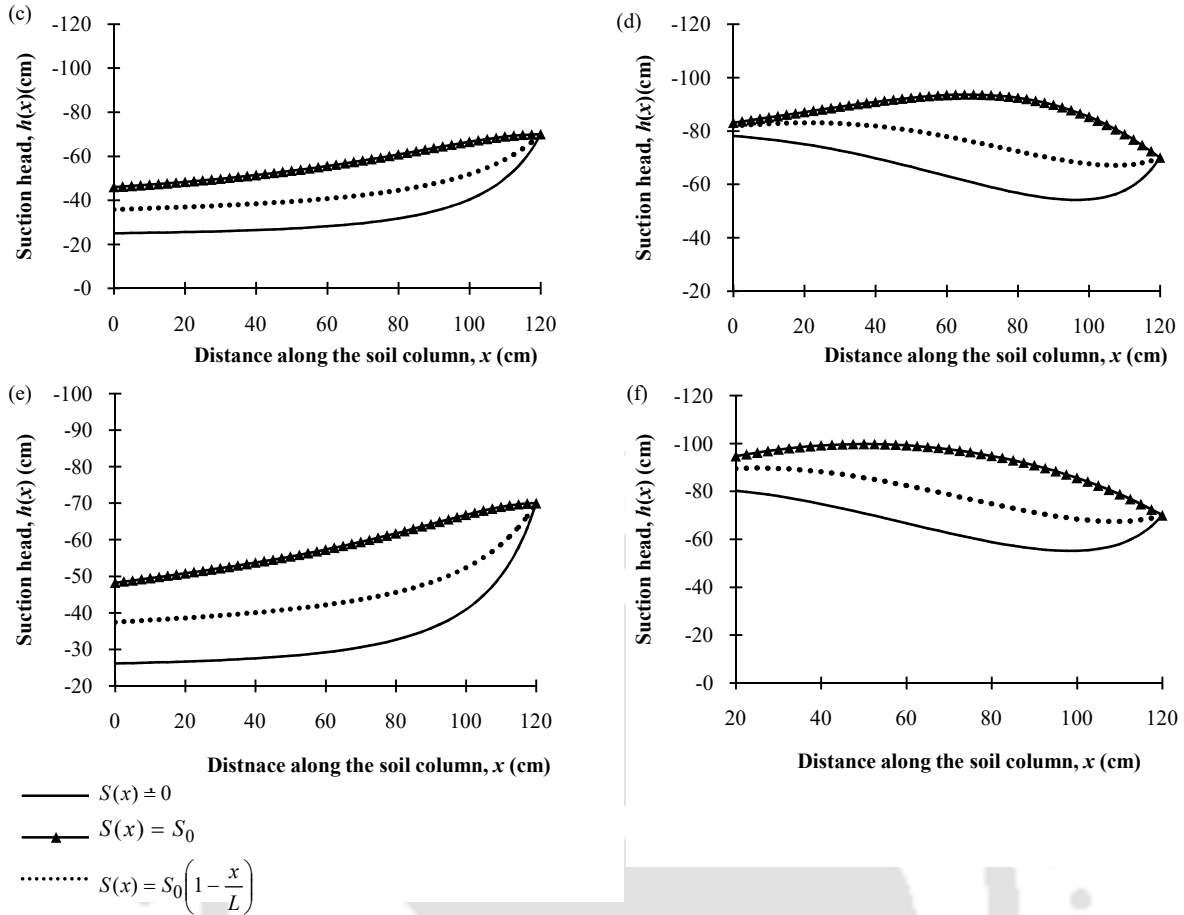 (c)
-120
-100
-80
-60
-40
-20
-0
Suction head, h(x)(cm)
0 20 40 60 80 100 120
Distance along the soil column, x (cm)
(d)
-120
-100
-80
-60
-40
-20
Suction head, h(x)(cm)
0 20 40 60 80 100 120
Distance along the soil column, x (cm)
(e)
-100
-90
-80
-70
-60
-50
-40
-30
-20
Suction head, h(x) (cm)
0 20 40 60 80 100 120
Distnace along the soil column, x (cm)
(f)
-120
-100
-80
-60
-40
-20
-0
Suction head, h(x) (cm)
20 40 60 80 100 120
Distance along the soil column, x (cm)
S(x) ≐ 0
S(x) = S₀
S(x) = S₀(1 − x/L)